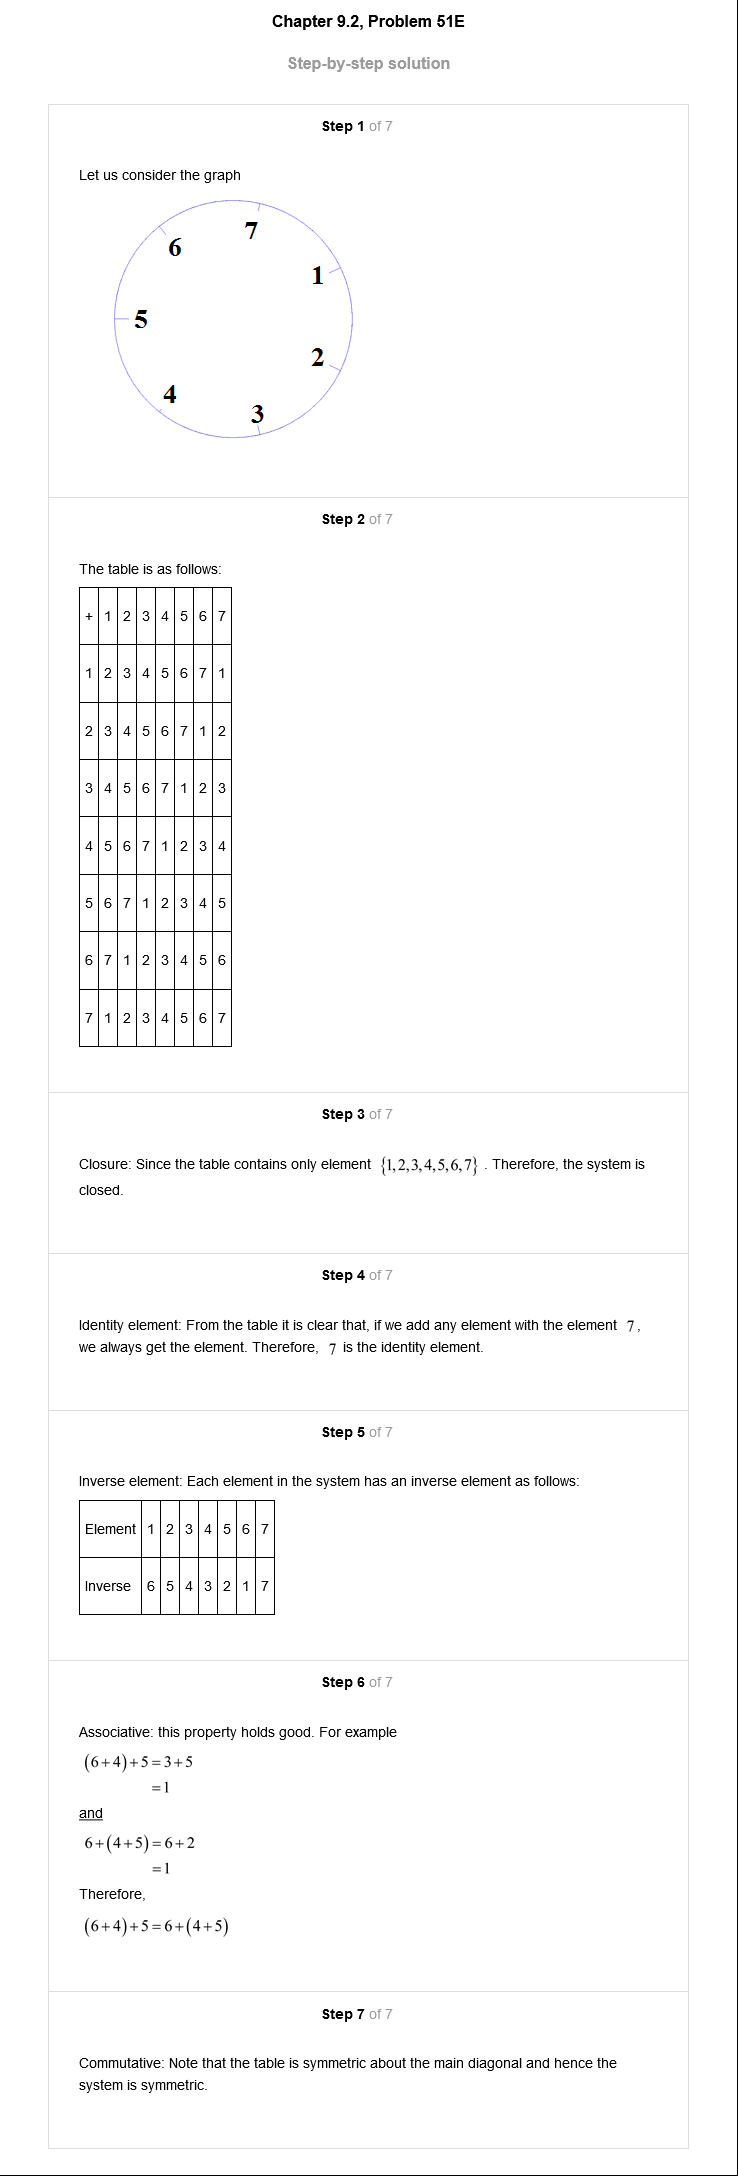 Chapter 9.2, Problem 51E
Step-by-step solution
Step 1 of 7
Let us consider the graph
7
6
1
5
2
4
3
Step 2 of 7
The table is as follows:
+ 1 2 3 4 5 6 7
1 2 3 4 5 6 7 1
2 3 4 5 6 7 1 2
3 4 5 6 7 1 2 3
4 5 6 7 1 2 3 4
5 6 7 1 2 3 4 5
6 7 1 2 3 4 5 6
7 1 2 3 4 5 6 7
Step 3 of 7
Closure: Since the table contains only element {1,2,3,4,5,6,7} . Therefore, the system is
closed.
Step 4 of 7
Identity element: From the table it is clear that, if we add any element with the element 7,
we always get the element. Therefore, 7 is the identity element.
Step 5 of 7
Inverse element: Each element in the system has an inverse element as follows:
Element 1 2 3 4 5 6 7
Inverse 6 5 4 3 2 1 7
Step 6 of 7
Associative: this property holds good. For example
(6+4)+5=3+5
=1
and
6+(4+5)=6+2
=1
Therefore,
(6+4)+5=6+(4+5)
Step 7 of 7
Commutative: Note that the table is symmetric about the main diagonal and hence the
system is symmetric.